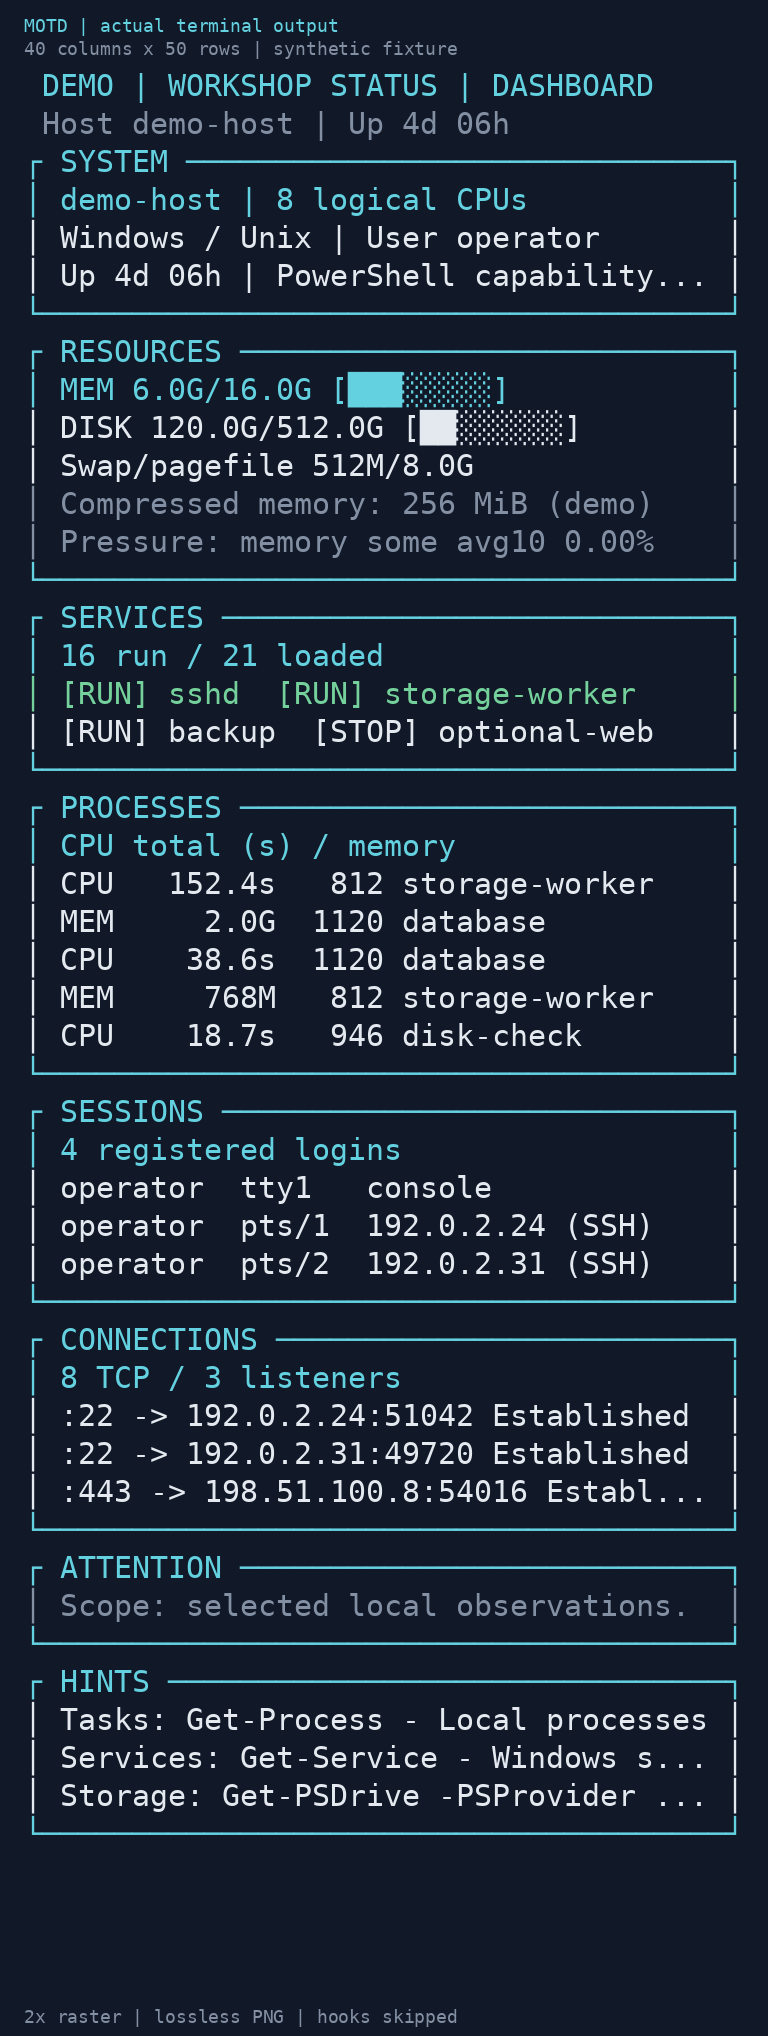 MOTD | actual terminal output
40 columns x 50 rows | synthetic fixture
DEMO | WORKSHOP STATUS | DASHBOARD
Host demo-host | Up 4d 06h
SYSTEM
demo-host | 8 logical CPUs
Windows / Unix | User operator
Up 4d 06h | PowerShell capability...
RESOURCES
MEM 6.0G/16.0G [███░░░░░]
DISK 120.0G/512.0G [██░░░░░░]
Swap/pagefile 512M/8.0G
Compressed memory: 256 MiB (demo)
Pressure: memory some avg10 0.00%
SERVICES
16 run / 21 loaded
[RUN] sshd  [RUN] storage-worker
[RUN] backup  [STOP] optional-web
PROCESSES
CPU total (s) / memory
CPU   152.4s   812 storage-worker
MEM     2.0G  1120 database
CPU    38.6s  1120 database
MEM     768M   812 storage-worker
CPU    18.7s   946 disk-check
SESSIONS
4 registered logins
operator  tty1   console
operator  pts/1  192.0.2.24 (SSH)
operator  pts/2  192.0.2.31 (SSH)
CONNECTIONS
8 TCP / 3 listeners
:22 -> 192.0.2.24:51042 Established
:22 -> 192.0.2.31:49720 Established
:443 -> 198.51.100.8:54016 Establ...
ATTENTION
Scope: selected local observations.
HINTS
Tasks: Get-Process - Local processes
Services: Get-Service - Windows s...
Storage: Get-PSDrive -PSProvider ...
2x raster | lossless PNG | hooks skipped